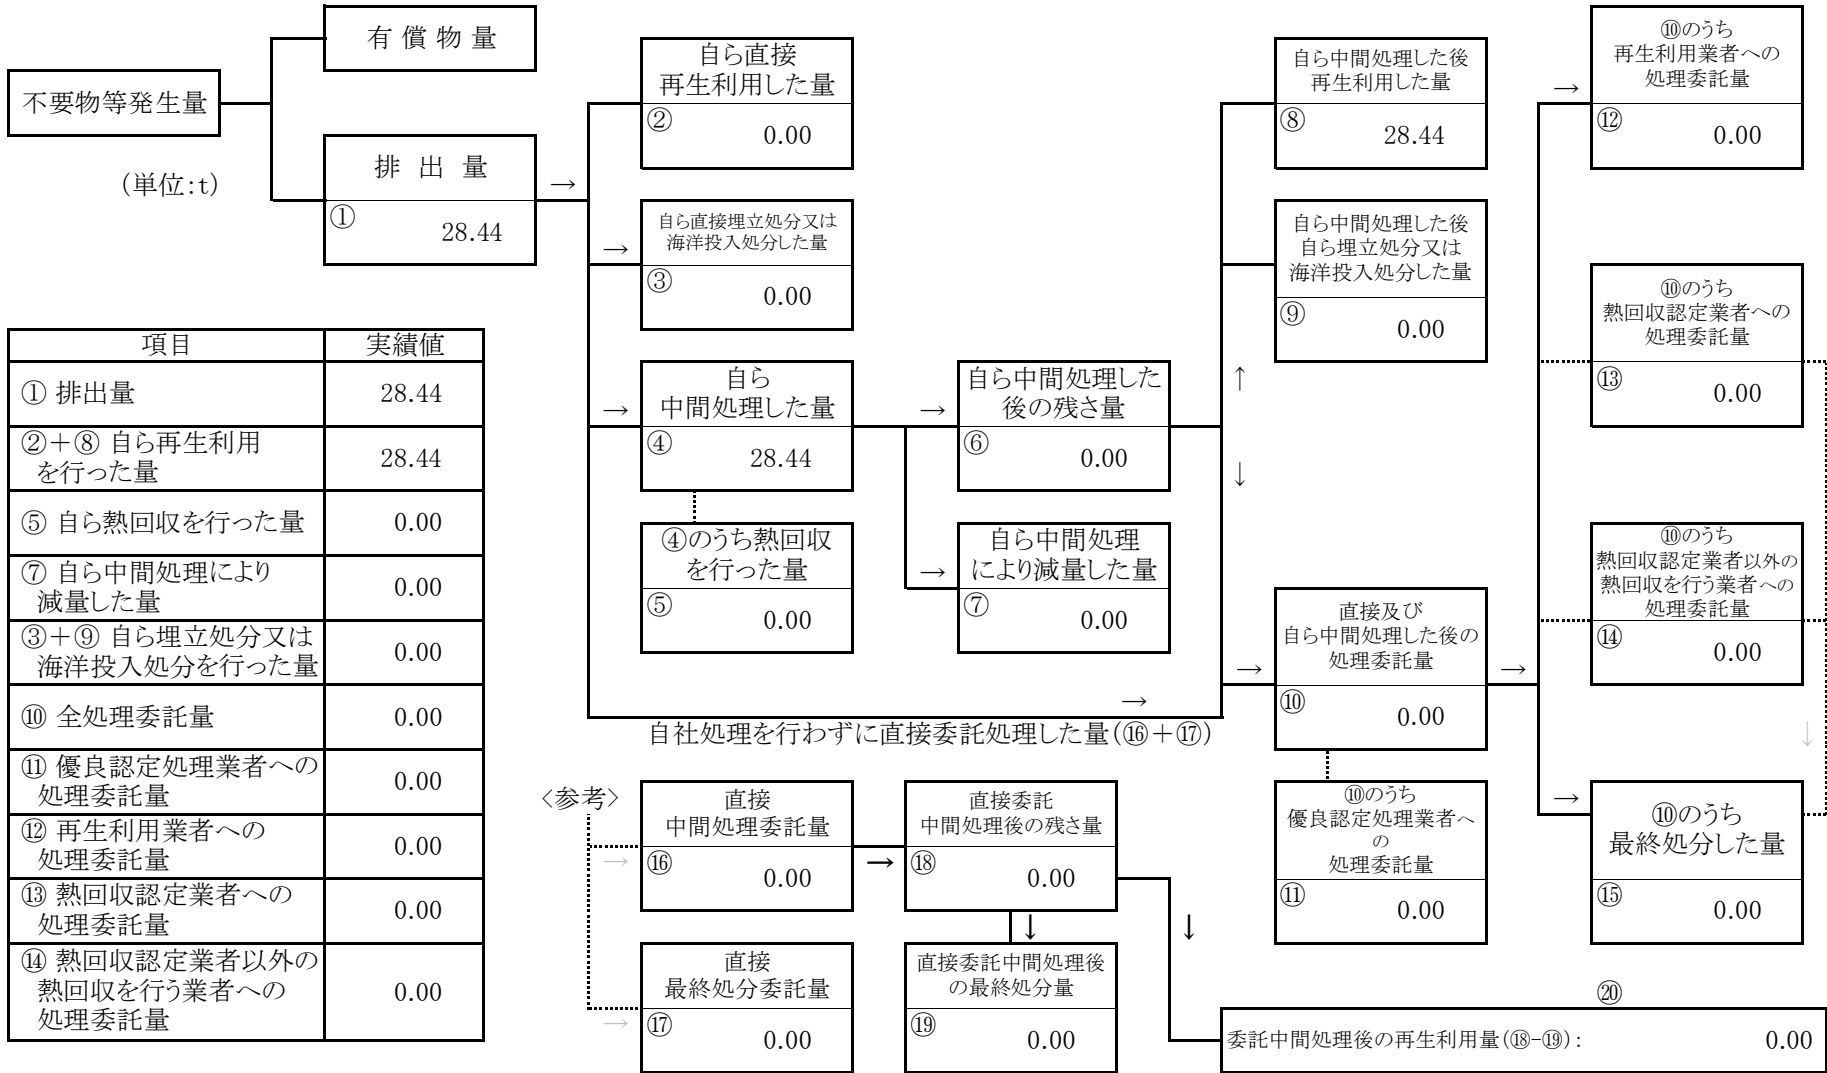 不要物等発生量
(単位:t)
有 償 物 量
排 出 量
①
28.44
→
自ら直接
再生利用した量
②
0.00
→
自ら直接埋立処分又は
海洋投入処分した量
③
0.00
→
自ら
中間処理した量
④
28.44
④のうち熱回収
を行った量
⑤
0.00
→
自ら中間処理した
後の残さ量
⑥
0.00
→
自ら中間処理
により減量した量
⑦
0.00
↑
↓
自ら中間処理した後
再生利用した量
⑧
28.44
自ら中間処理した後
自ら埋立処分又は
海洋投入処分した量
⑨
0.00
→
自社処理を行わずに直接委託処理した量(⑯+⑰)
→
直接及び
自ら中間処理した後の
処理委託量
⑩
0.00
→
⑩のうち
優良認定処理業者へ
の
処理委託量
⑪
0.00
→
⑩のうち
再生利用業者への
処理委託量
⑫
0.00
⑩のうち
熱回収認定業者への
処理委託量
⑬
0.00
⑩のうち
熱回収認定業者以外の
熱回収を行う業者への
処理委託量
⑭
0.00
↓
→
⑩のうち
最終処分した量
⑮
0.00
項目 実績値
① 排出量 28.44
②+⑧ 自ら再生利用
を行った量 28.44
⑤ 自ら熱回収を行った量 0.00
⑦ 自ら中間処理により
減量した量 0.00
③+⑨ 自ら埋立処分又は
海洋投入処分を行った量 0.00
⑩ 全処理委託量 0.00
⑪ 優良認定処理業者への
処理委託量 0.00
⑫ 再生利用業者への
処理委託量 0.00
⑬ 熱回収認定業者への
処理委託量 0.00
⑭ 熱回収認定業者以外の
熱回収を行う業者への
処理委託量 0.00
<参考>
→
直接
中間処理委託量
⑯
0.00
→
直接委託
中間処理後の残さ量
⑱
0.00
↓
↓
→
直接
最終処分委託量
⑰
0.00
直接委託中間処理後
の最終処分量
⑲
0.00
⑳
委託中間処理後の再生利用量(⑱-⑲): 0.00